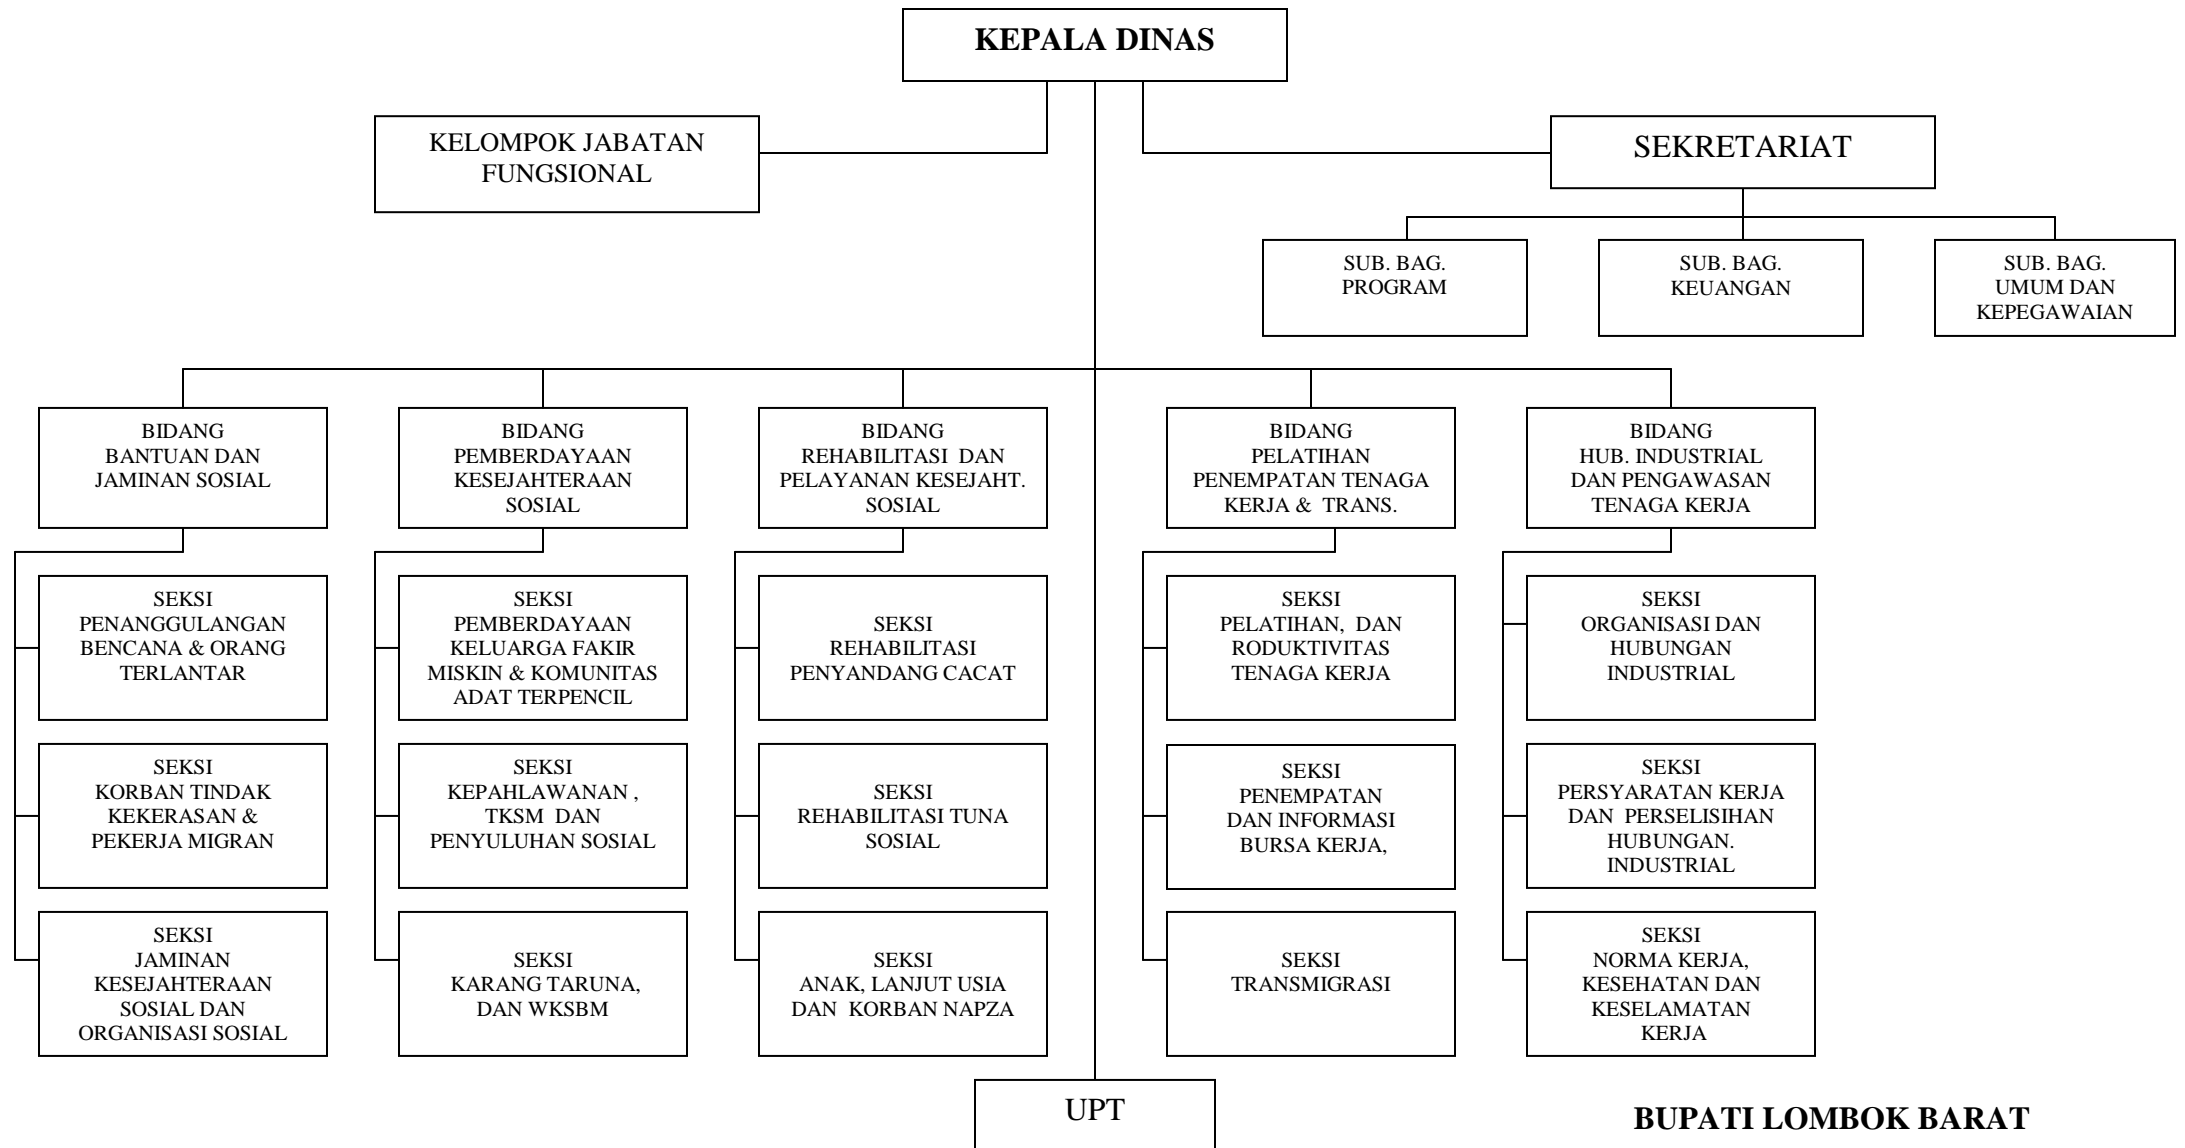 KEPALA DINAS
KELOMPOK JABATAN
FUNGSIONAL
SEKRETARIAT
SUB. BAG.
PROGRAM
SUB. BAG.
KEUANGAN
SUB. BAG.
UMUM DAN
KEPEGAWAIAN
BIDANG
BANTUAN DAN
JAMINAN SOSIAL
BIDANG
PEMBERDAYAAN
KESEJAHTERAAN
SOSIAL
BIDANG
REHABILITASI DAN
PELAYANAN KESEJAHT.
SOSIAL
BIDANG
PELATIHAN
PENEMPATAN TENAGA
KERJA & TRANS.
BIDANG
HUB. INDUSTRIAL
DAN PENGAWASAN
TENAGA KERJA
SEKSI
PENANGGULANGAN
BENCANA & ORANG
TERLANTAR
SEKSI
PEMBERDAYAAN
KELUARGA FAKIR
MISKIN & KOMUNITAS
ADAT TERPENCIL
SEKSI
REHABILITASI
PENYANDANG CACAT
SEKSI
PELATIHAN, DAN
RODUKTIVITAS
TENAGA KERJA
SEKSI
ORGANISASI DAN
HUBUNGAN
INDUSTRIAL
SEKSI
KORBAN TINDAK
KEKERASAN &
PEKERJA MIGRAN
SEKSI
KEPAHLAWANAN ,
TKSM DAN
PENYULUHAN SOSIAL
SEKSI
REHABILITASI TUNA
SOSIAL
SEKSI
PENEMPATAN
DAN INFORMASI
BURSA KERJA,
SEKSI
PERSYARATAN KERJA
DAN PERSELISIHAN
HUBUNGAN.
INDUSTRIAL
SEKSI
JAMINAN
KESEJAHTERAAN
SOSIAL DAN
ORGANISASI SOSIAL
SEKSI
KARANG TARUNA,
DAN WKSBM
SEKSI
ANAK, LANJUT USIA
DAN KORBAN NAPZA
SEKSI
TRANSMIGRASI
SEKSI
NORMA KERJA,
KESEHATAN DAN
KESELAMATAN
KERJA
UPT
BUPATI LOMBOK BARAT